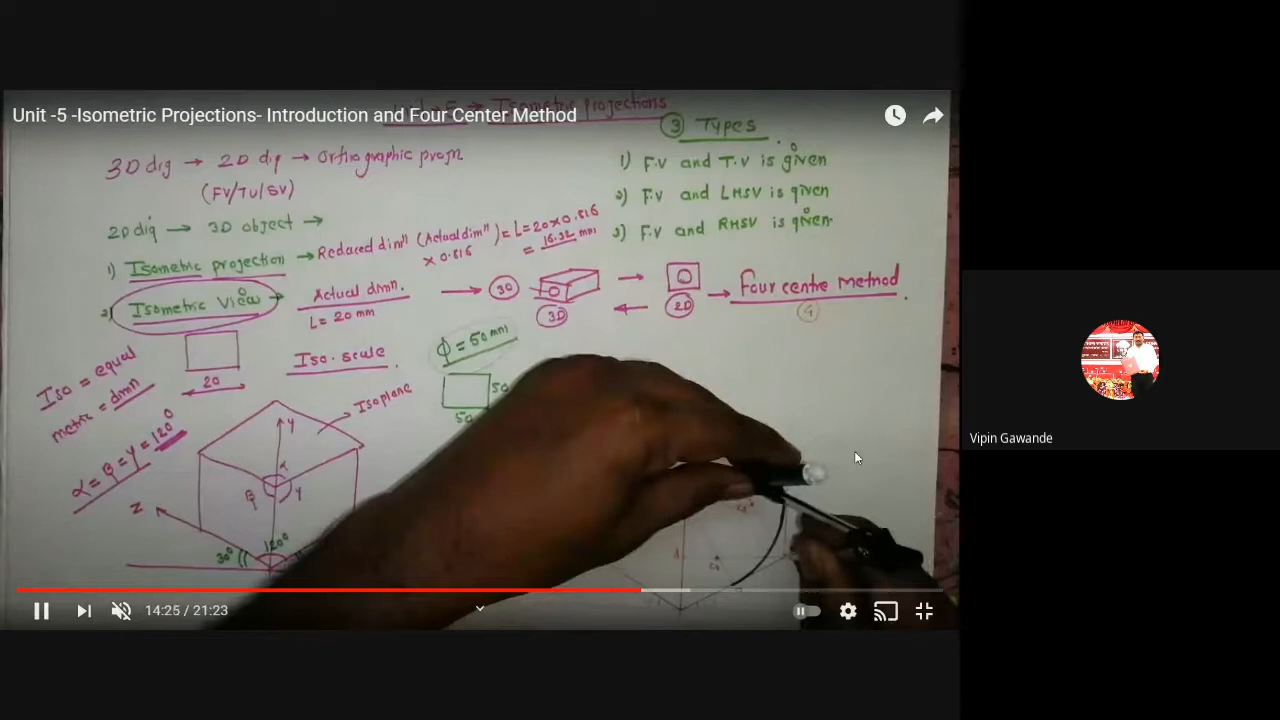 Unit -5 -Isometric Projections- Introduction and Four Center Method
Isometric projections
3D dig → 2D dig → Orthographic projn.
(FV/TV/SV)
2D dig → 3D object →
1) Isometric projection → Reduced dimn (Actual dimn) = L=20×0.816
× 0.816
= 16.32 mm
2) Isometric View → Actual dimn.
L = 20 mm
Iso = equal
metric = dmn
20
Iso. scale
α = β = γ = 120°
Isoplane
Y
α
β
γ
Z
30°
120°
③ Types
1) F.V and T.V is given
2) F.V and LHSV is given
3) F.V and RHSV is given.
3D
3D
2D
→ Four centre method
4
ϕ = 50 mm
50
50
14:25 / 21:23
Vipin Gawande